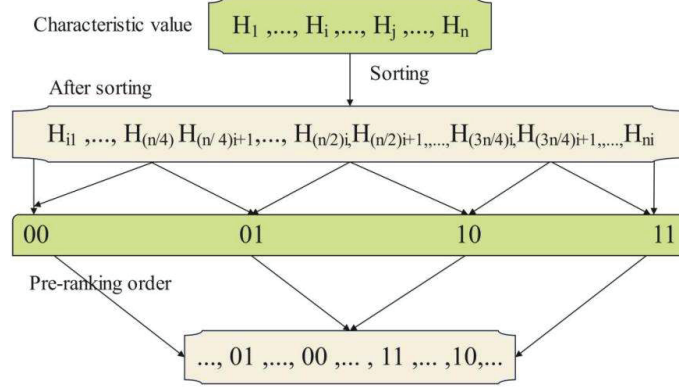 Characteristic value
H1 ,..., Hi ,..., Hj ,..., Hn
Sorting
After sorting
Hi1 ,..., H(n/4) H(n/ 4)i+1,..., H(n/2)i,H(n/2)i+1,,...,H(3n/4)i,H(3n/4)i+1,,...,Hni
00 01 10 11
Pre-ranking order
..., 01 ,..., 00 ,... , 11 ,... ,10,...